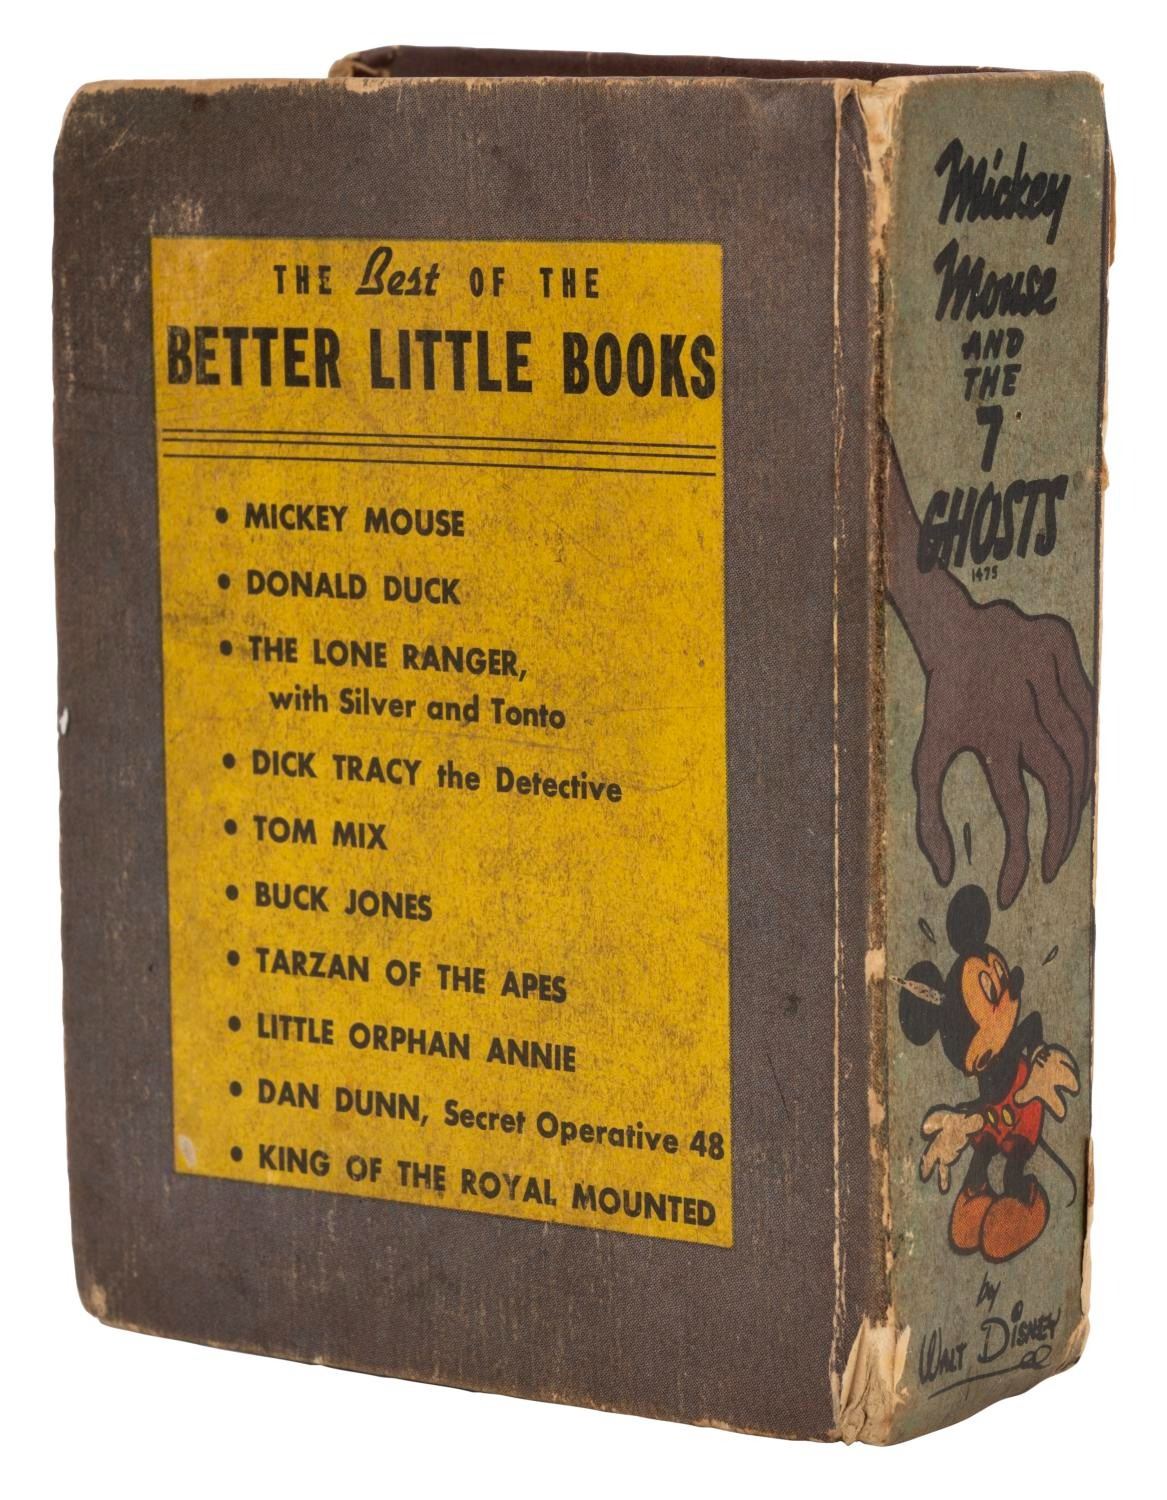 THE Best OF THE
BETTER LITTLE BOOKS
• MICKEY MOUSE
• DONALD DUCK
• THE LONE RANGER,
with Silver and Tonto
• DICK TRACY the Detective
• TOM MIX
• BUCK JONES
• TARZAN OF THE APES
• LITTLE ORPHAN ANNIE
• DAN DUNN, Secret Operative 48
• KING OF THE ROYAL MOUNTED
Mickey
Mouse
AND
THE
7
GHOSTS
1475
by
WALT DISNEY